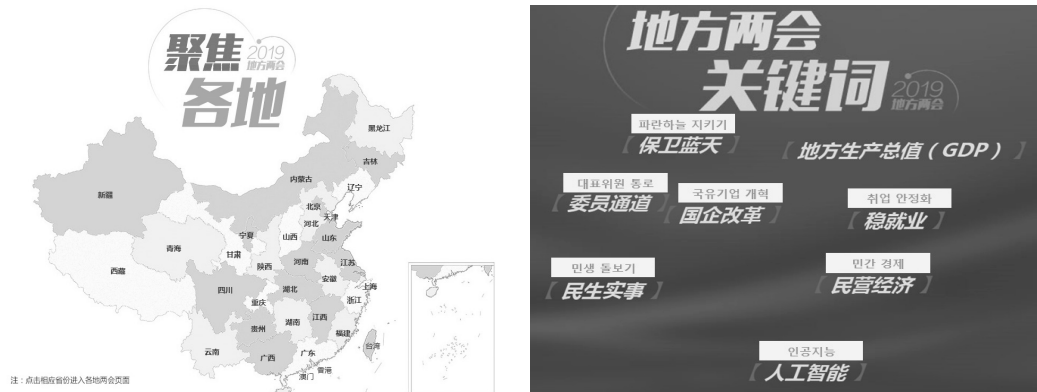 聚焦
2019
地方两会
各地
黑龙江
吉林
内蒙古
辽宁
新疆
北京
天津
河北
宁夏
山西
山东
青海
甘肃
陕西
河南
江苏
西藏
安徽
四川
湖北
上海
重庆
浙江
湖南
江西
贵州
福建
云南
台湾
广西
广东
香港
澳门
注:点击相应省份进入各地两会页面
地方两会
关键词
2019
地方两会
파란하늘 지키기
【保卫蓝天】
【地方生产总值(GDP)】
대표위원 통로
【委员通道】
국유기업 개혁
【国企改革】
취업 안정화
【稳就业】
민생 돌보기
【民生实事】
민간 경제
【民营经济】
인공지능
【人工智能】